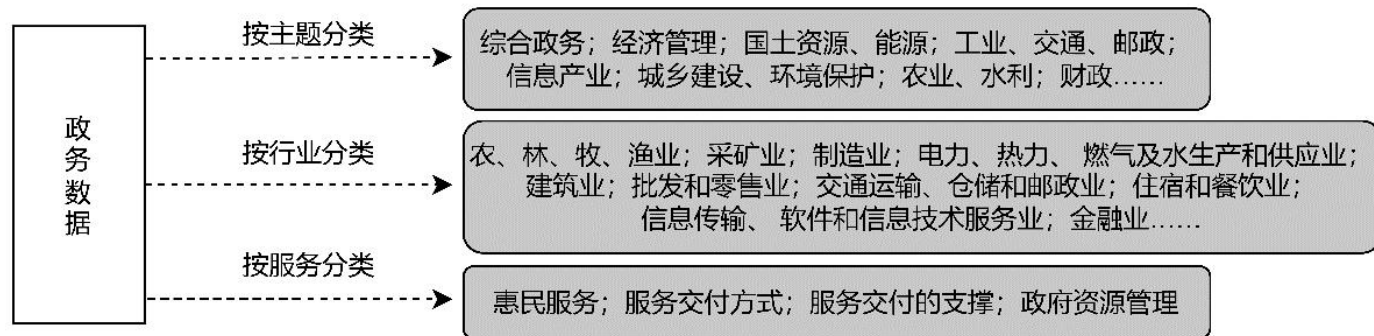 政务数据
按主题分类
综合政务；经济管理；国土资源、能源；工业、交通、邮政；
信息产业；城乡建设、环境保护；农业、水利；财政……
按行业分类
农、林、牧、渔业；采矿业；制造业；电力、热力、 燃气及水生产和供应业；
建筑业；批发和零售业；交通运输、仓储和邮政业；住宿和餐饮业；
信息传输、 软件和信息技术服务业；金融业……
按服务分类
惠民服务；服务交付方式；服务交付的支撑；政府资源管理